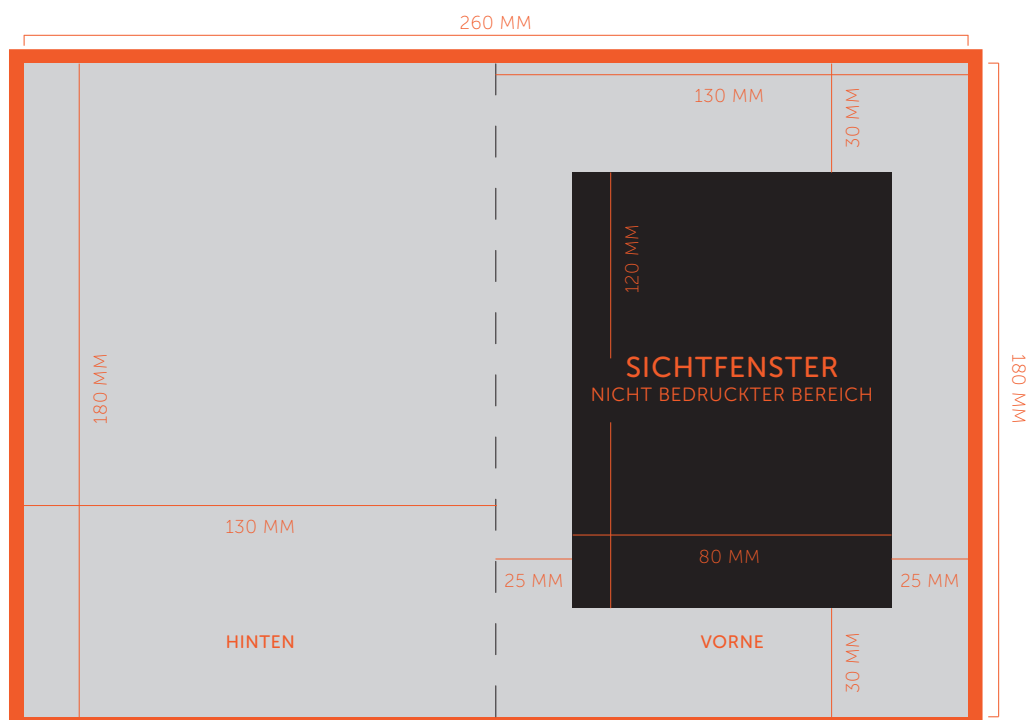 260 MM
130 MM
30 MM
120 MM
SICHTFENSTER
NICHT BEDRUCKTER BEREICH
180 MM
180 MM
130 MM
80 MM
25 MM
25 MM
HINTEN
VORNE
30 MM